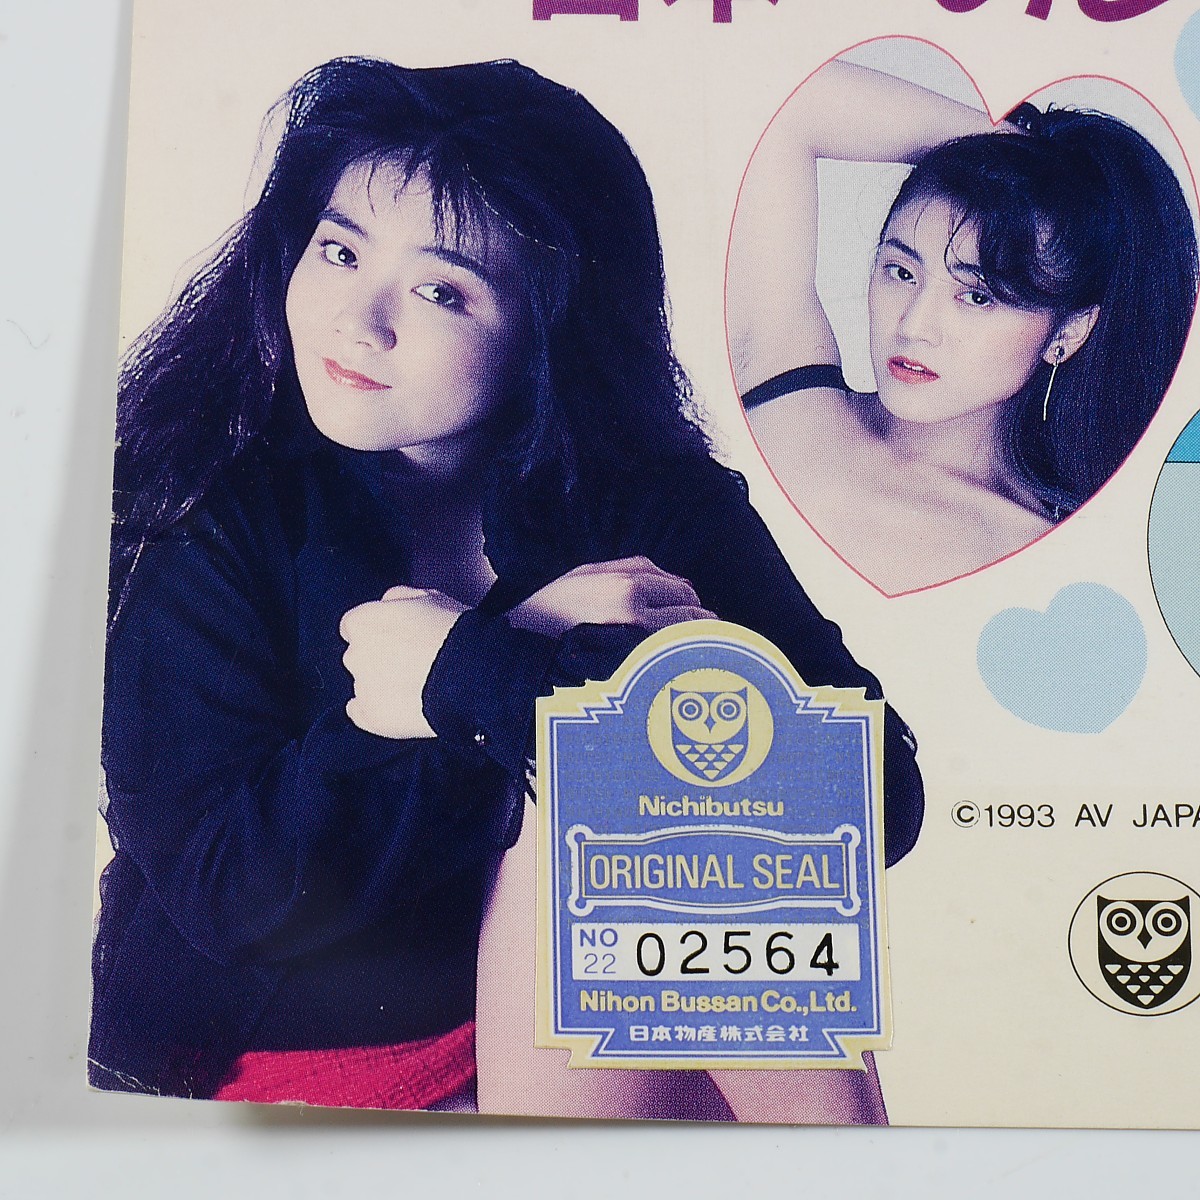 Nichibutsu
ORIGINAL SEAL
NO
22
02564
Nihon Bussan Co.,Ltd.
日本物産株式会社
©1993 AV JAPA